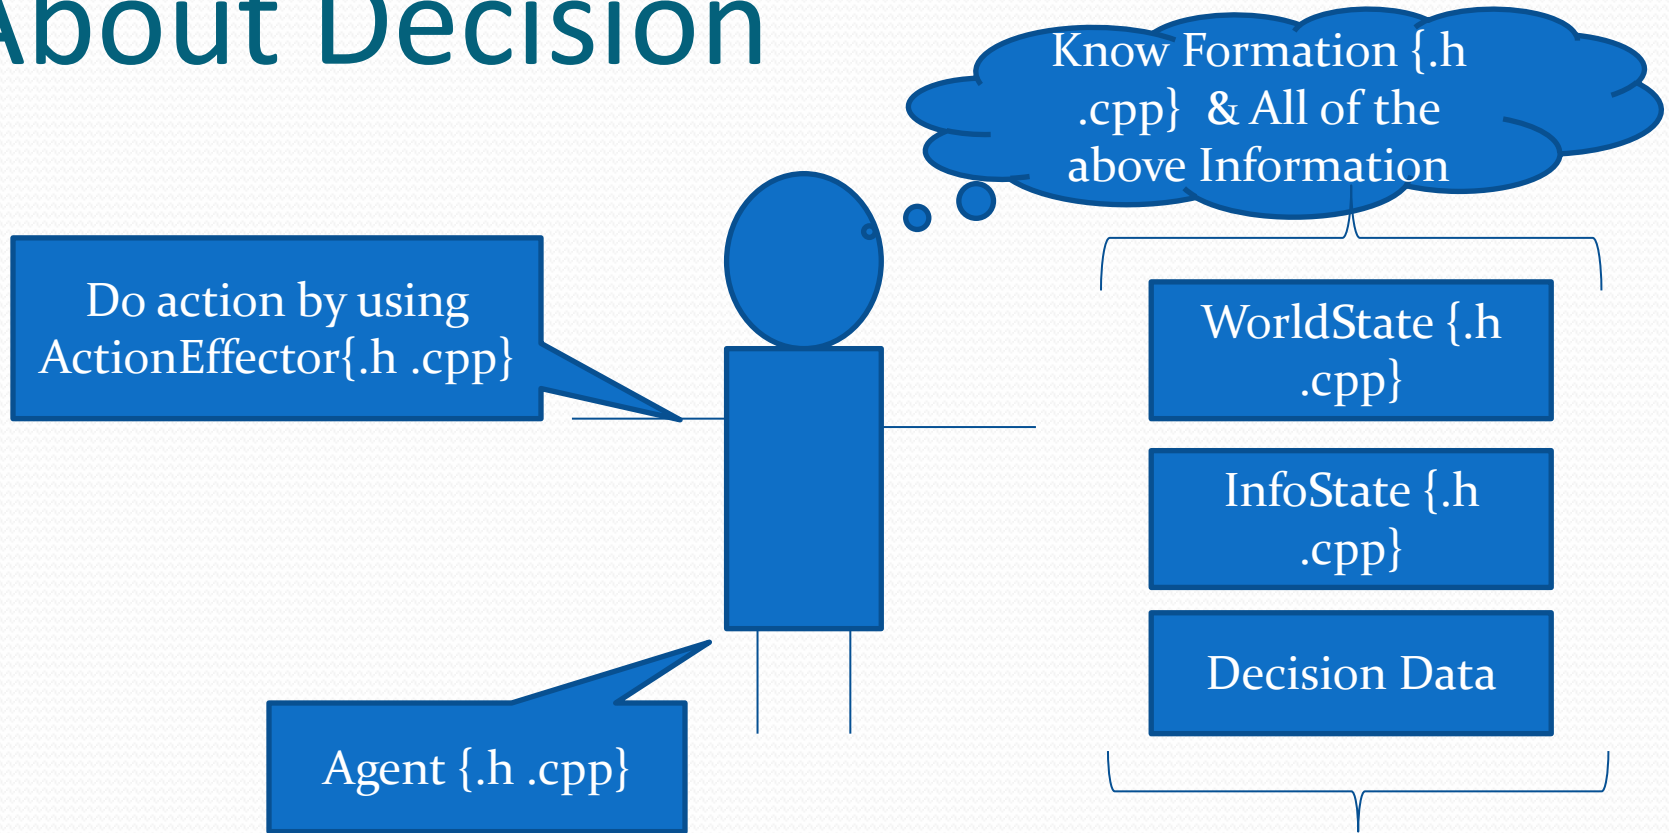 About Decision
Know Formation {.h
.cpp} & All of the
above Information
Do action by using
ActionEffector{.h .cpp}
WorldState {.h
.cpp}
InfoState {.h
.cpp}
Decision Data
Agent {.h .cpp}